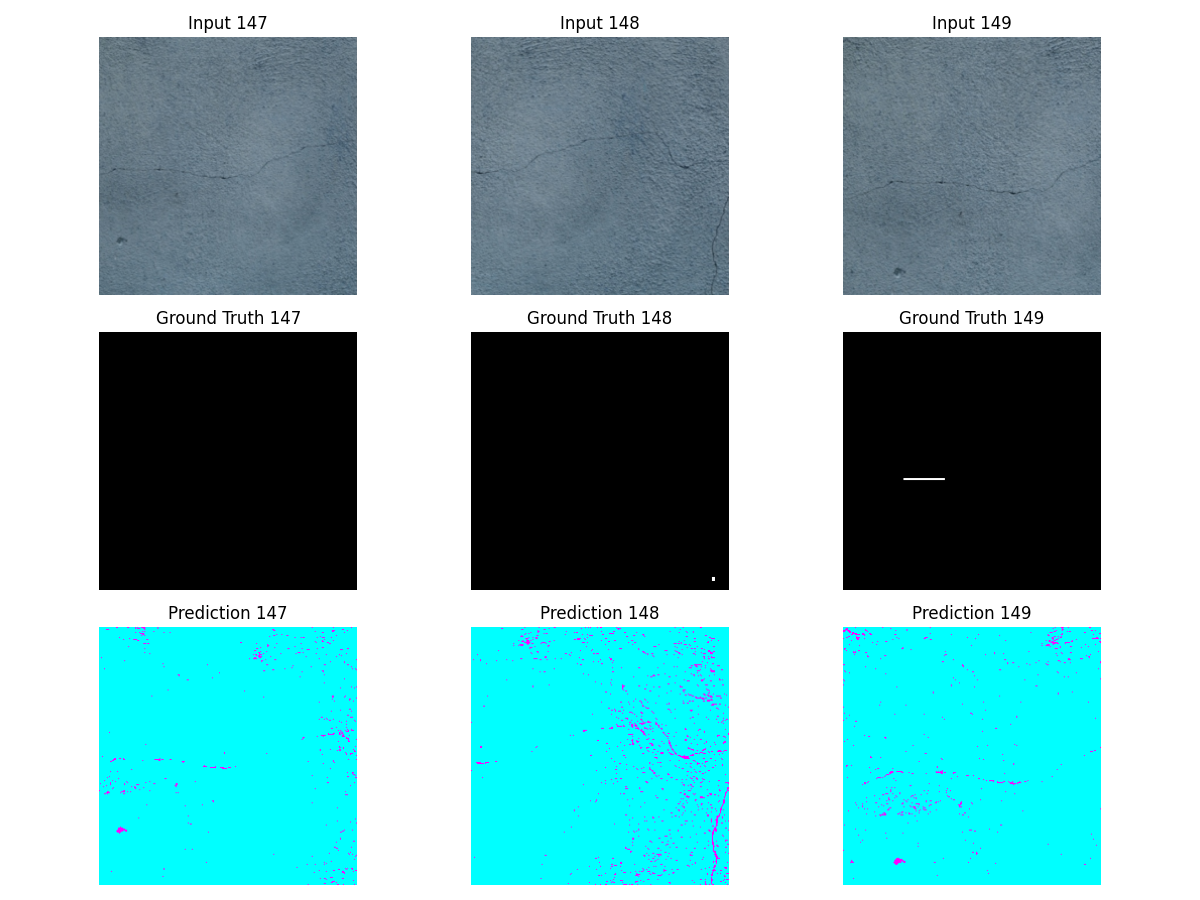 Input 147
Input 148
Input 149
Ground Truth 147
Ground Truth 148
Ground Truth 149
Prediction 147
Prediction 148
Prediction 149